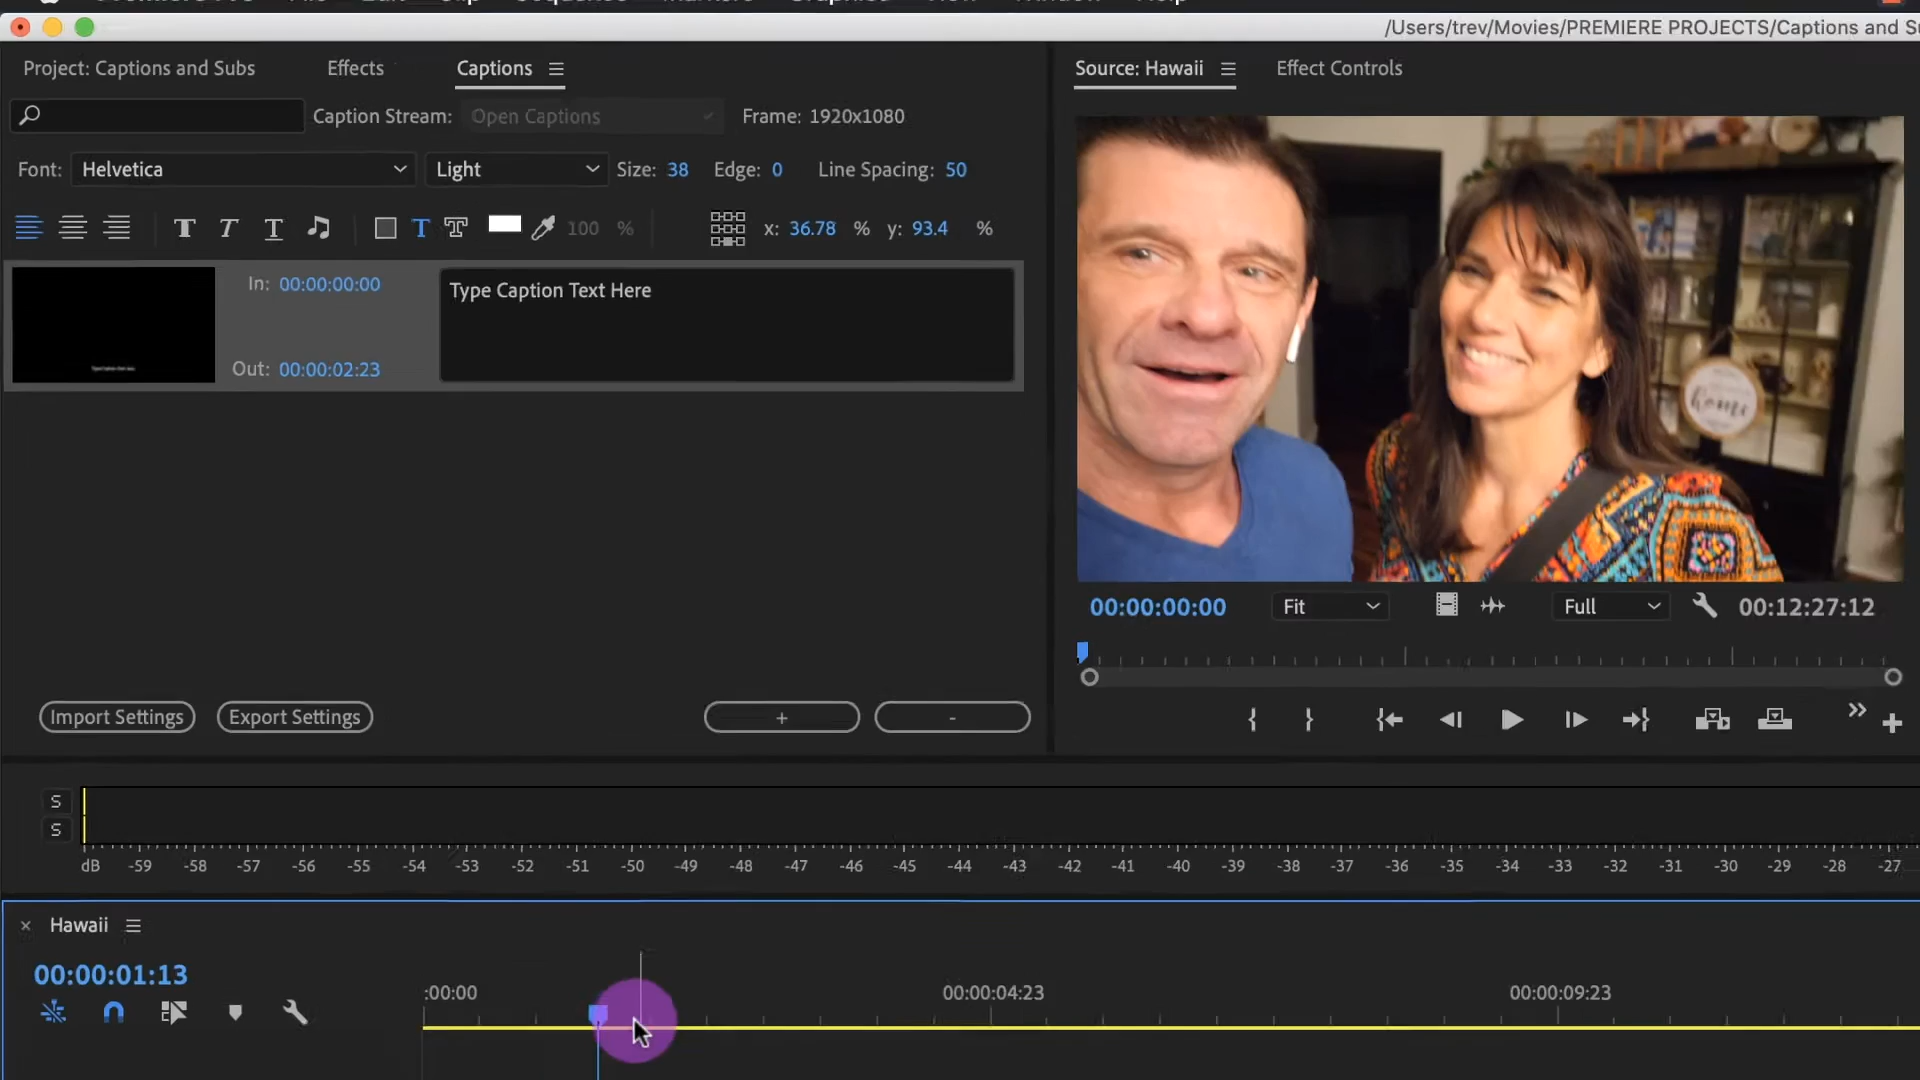 /Users/trev/Movies/PREMIERE PROJECTS/Captions and S
Project: Captions and Subs Effects Captions
Source: Hawaii Effect Controls
Caption Stream: Open Captions Frame: 1920x1080
Font: Helvetica Light Size: 38 Edge: 0 Line Spacing: 50
100 % x: 36.78 % y: 93.4 %
In: 00:00:00:00
Type Caption Text Here
Out: 00:00:02:23
home
00:00:00:00 Fit Full 00:12:27:12
Import Settings Export Settings + -
S
S
dB -59 -58 -56 -55 -54 -53 -52 -51 -50 -49 -48 -47 -46 -45 -44 -43 -42 -41 -40 -39 -38 -37 -36 -35 -34 -33 -32 -31 -30 -29 -28 -27
× Hawaii
00:00:01:13
:00:00 00:00:04:23 00:00:09:23